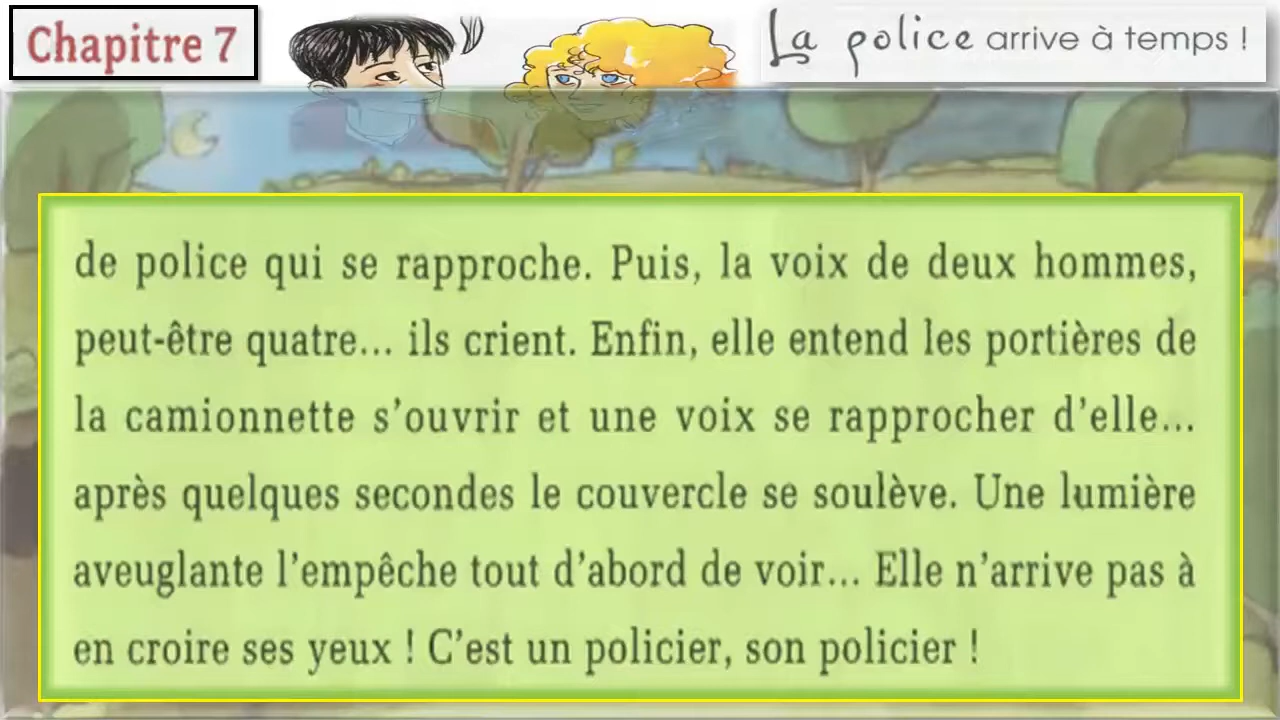 Chapitre 7
La police arrive à temps !
de police qui se rapproche. Puis, la voix de deux hommes,
peut-être quatre... ils crient. Enfin, elle entend les portières de
la camionnette s'ouvrir et une voix se rapprocher d'elle...
après quelques secondes le couvercle se soulève. Une lumière
aveuglante l'empêche tout d'abord de voir... Elle n'arrive pas à
en croire ses yeux ! C'est un policier, son policier !